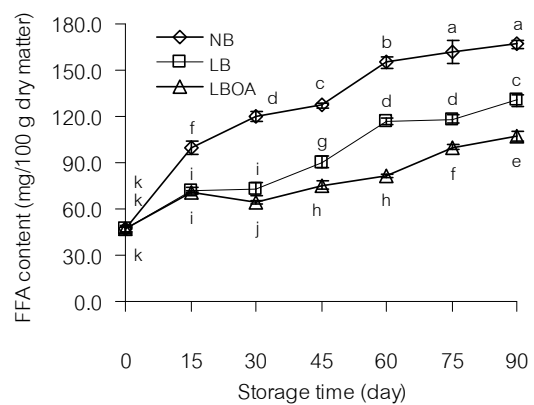 FFA content (mg/100 g dry matter)
180.0
150.0
120.0
90.0
60.0
30.0
0.0
NB
LB
LBOA
k
k
k
f
i
i
d
i
j
c
g
h
b
d
h
a
d
f
a
c
e
0 15 30 45 60 75 90
Storage time (day)